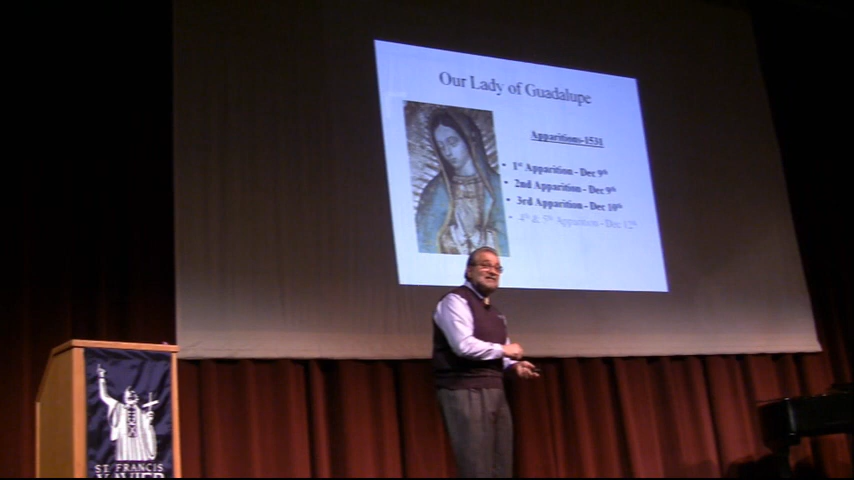 Our Lady of Guadalupe
Apparitions-1531
• 1st Apparition - Dec 9th
• 2nd Apparition - Dec 9th
• 3rd Apparition - Dec 10th
• 4th & 5th Apparition - Dec 12th
ST. FRANCIS
XAVIER